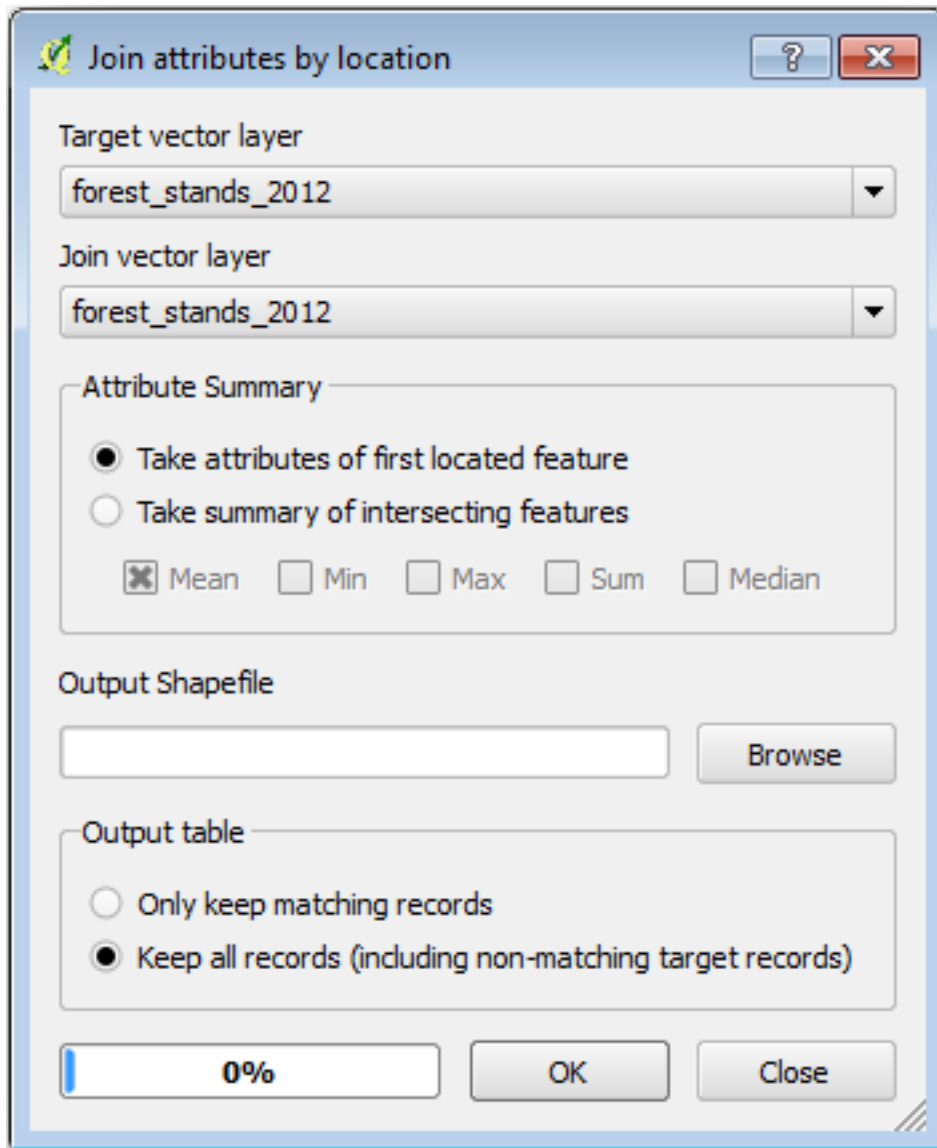 Join attributes by location
?
Target vector layer
forest_stands_2012
Join vector layer
forest_stands_2012
Attribute Summary
Take attributes of first located feature
Take summary of intersecting features
Mean Min Max Sum Median
Output Shapefile
Browse
Output table
Only keep matching records
Keep all records (including non-matching target records)
0% OK Close